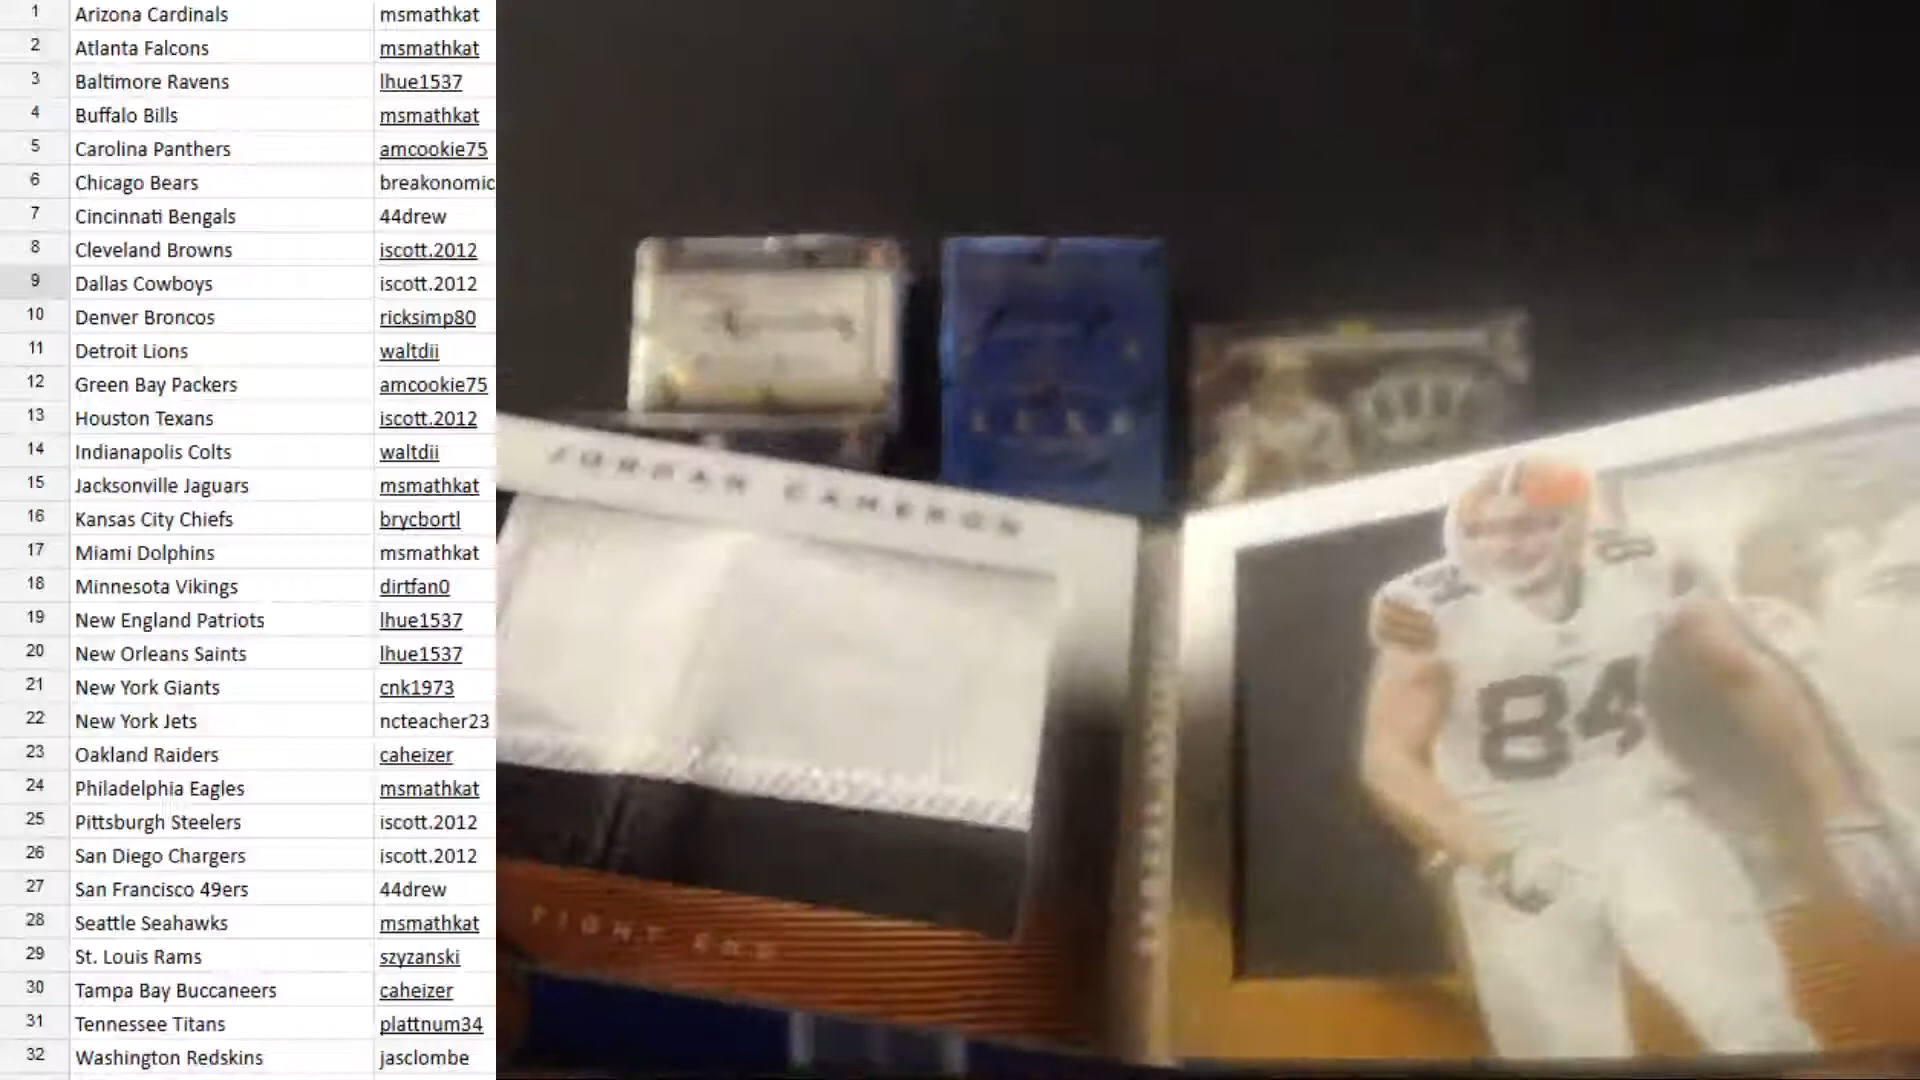 1 Arizona Cardinals msmathkat
2 Atlanta Falcons msmathkat
3 Baltimore Ravens lhue1537
4 Buffalo Bills msmathkat
5 Carolina Panthers amcookie75
6 Chicago Bears breakonomic
7 Cincinnati Bengals 44drew
8 Cleveland Browns iscott.2012
9 Dallas Cowboys iscott.2012
10 Denver Broncos ricksimp80
11 Detroit Lions waltdii
12 Green Bay Packers amcookie75
13 Houston Texans iscott.2012
14 Indianapolis Colts waltdii
15 Jacksonville Jaguars msmathkat
16 Kansas City Chiefs brycbortl
17 Miami Dolphins msmathkat
18 Minnesota Vikings dirtfan0
19 New England Patriots lhue1537
20 New Orleans Saints lhue1537
21 New York Giants cnk1973
22 New York Jets ncteacher23
23 Oakland Raiders caheizer
24 Philadelphia Eagles msmathkat
25 Pittsburgh Steelers iscott.2012
26 San Diego Chargers iscott.2012
27 San Francisco 49ers 44drew
28 Seattle Seahawks msmathkat
29 St. Louis Rams szyzanski
30 Tampa Bay Buccaneers caheizer
31 Tennessee Titans plattnum34
32 Washington Redskins jasclombe
JORDAN CAMERON
TIGHT END
84